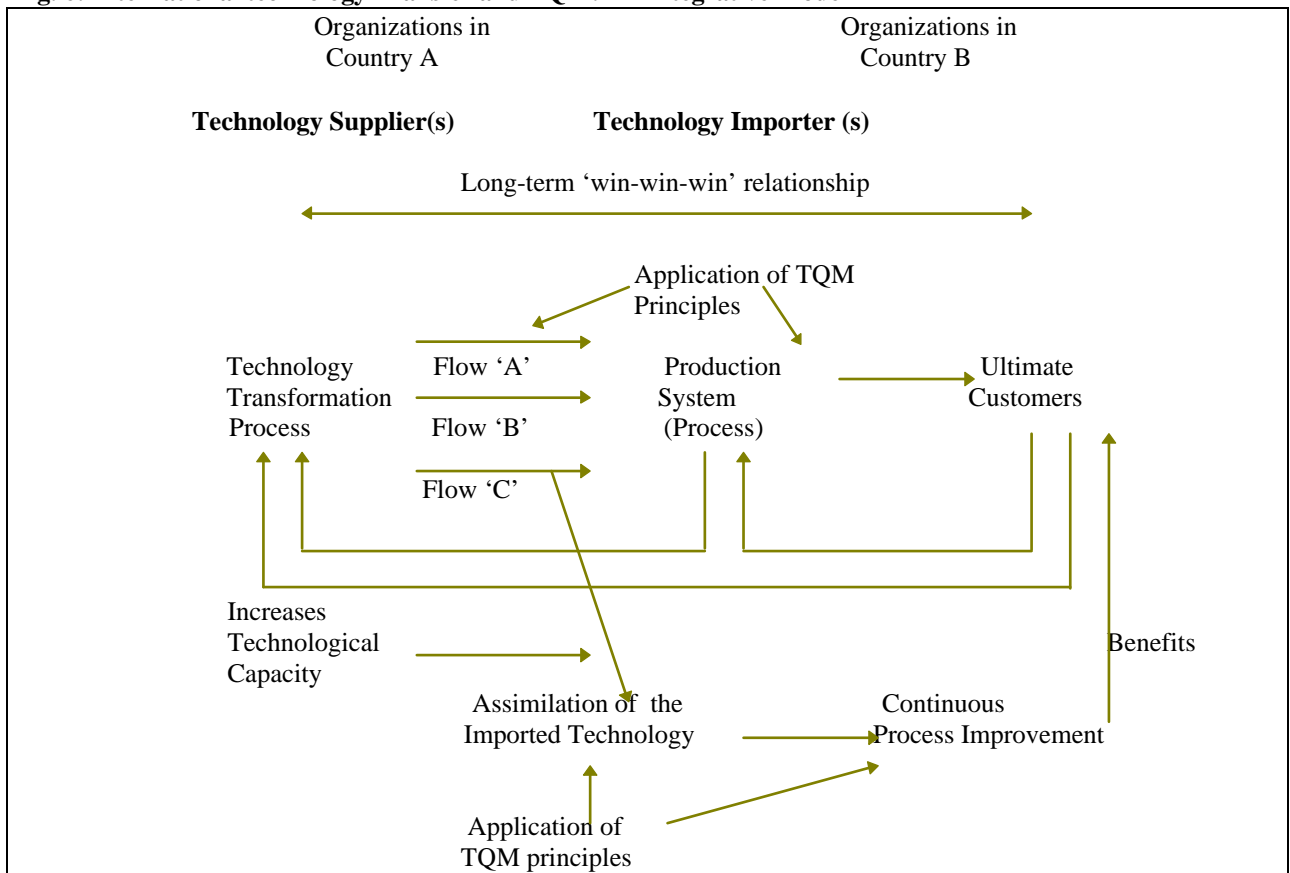 Organizations in Organizations in
Country A Country B
Technology Supplier(s) Technology Importer (s)
Long-term ‘win-win-win’ relationship
Application of TQM
Principles
Technology Flow ‘A’ Production Ultimate
Transformation System Customers
Process Flow ‘B’ (Process)
Flow ‘C’
Increases
Technological Benefits
Capacity
Assimilation of the Continuous
Imported Technology Process Improvement
Application of
TQM principles